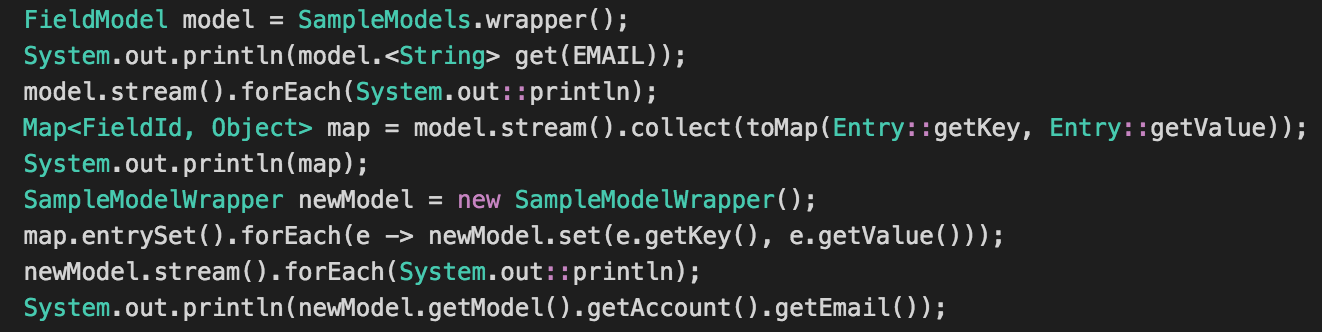 FieldModel model = SampleModels.wrapper();
System.out.println(model.<String> get(EMAIL));
model.stream().forEach(System.out::println);
Map<FieldId, Object> map = model.stream().collect(toMap(Entry::getKey, Entry::getValue));
System.out.println(map);
SampleModelWrapper newModel = new SampleModelWrapper();
map.entrySet().forEach(e -> newModel.set(e.getKey(), e.getValue()));
newModel.stream().forEach(System.out::println);
System.out.println(newModel.getModel().getAccount().getEmail());